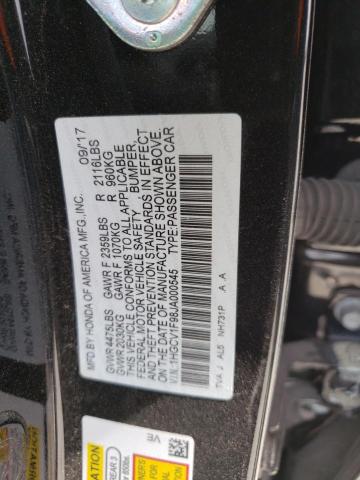 MFD. BY HONDA OF AMERICA MFG., INC. 09/17
GVWR 4475LBS GAWR F 2359LBS R 2116LBS
GVWR 2030KG GAWR F 1070KG R 960KG
THIS VEHICLE CONFORMS TO ALL APPLICABLE
FEDERAL MOTOR VEHICLE SAFETY, BUMPER,
AND THEFT PREVENTION STANDARDS IN EFFECT
ON THE DATE OF MANUFACTURE SHOWN ABOVE.
V.I.N. 1HGCV1F98JA000545 TYPE:PASSENGER CAR
TVA J AL5 NH731P A A
REAR 3